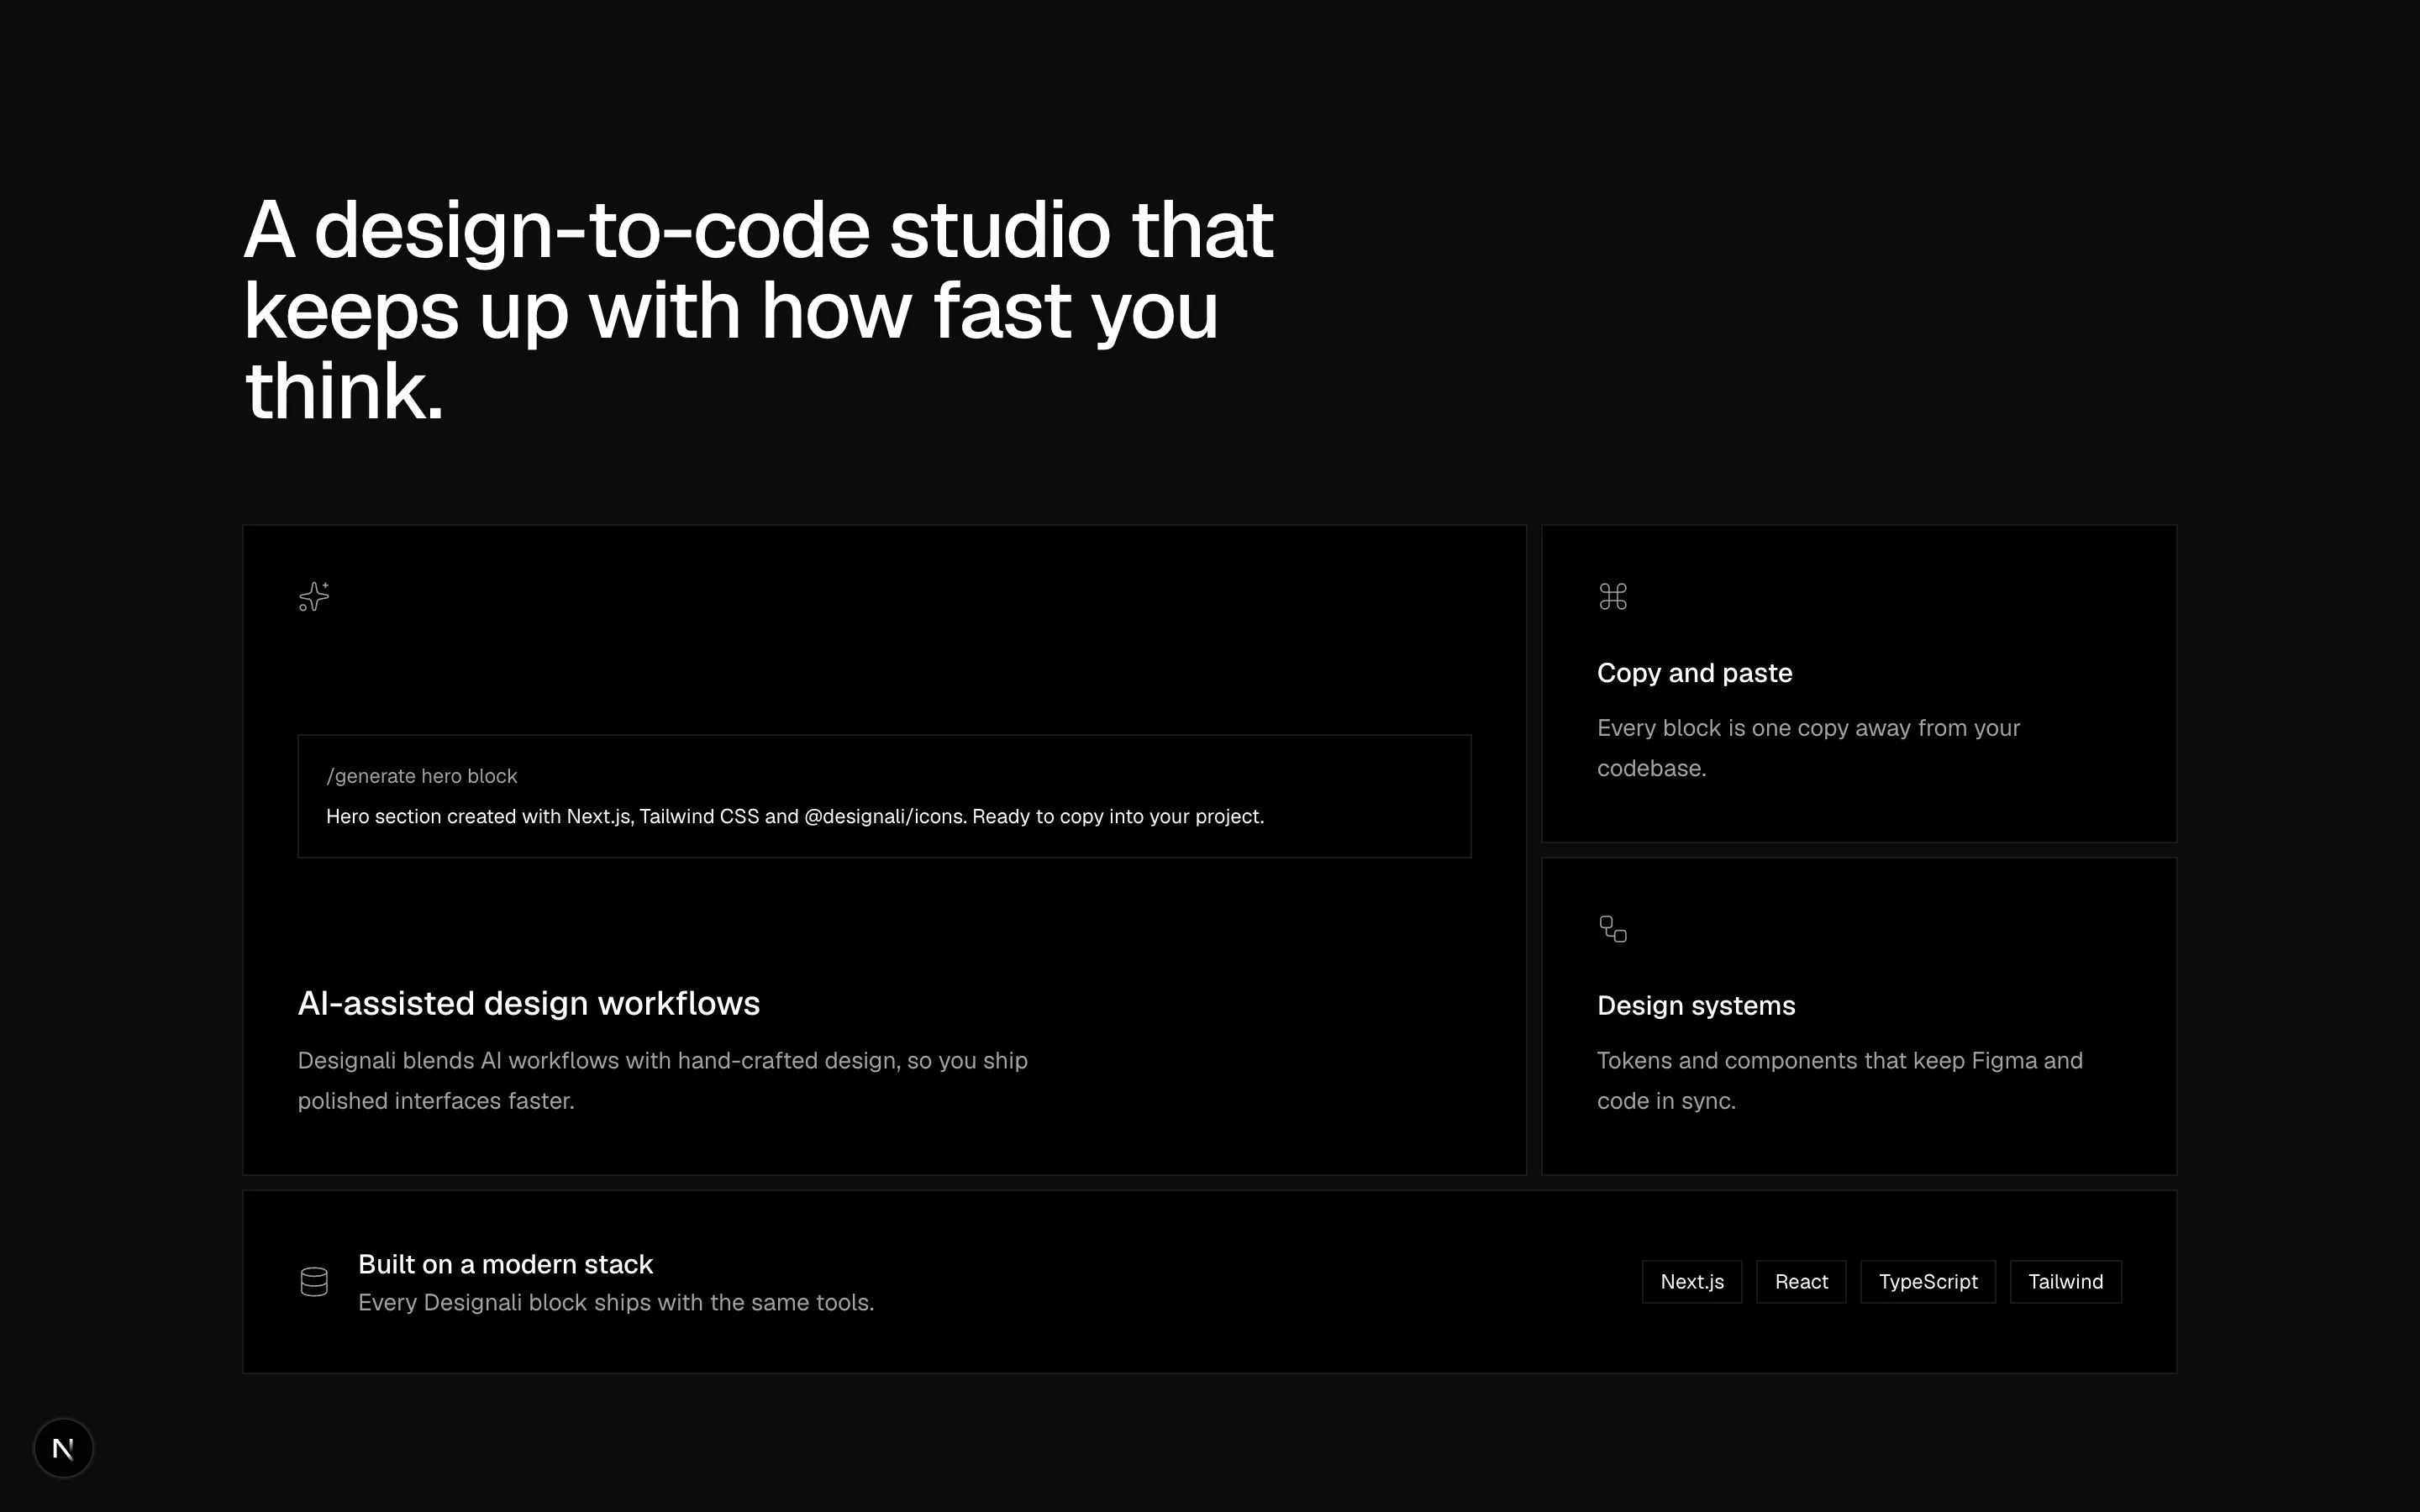 A design-to-code studio that
keeps up with how fast you
think.
/generate hero block
Hero section created with Next.js, Tailwind CSS and @designali/icons. Ready to copy into your project.
AI-assisted design workflows
Designali blends AI workflows with hand-crafted design, so you ship
polished interfaces faster.
Copy and paste
Every block is one copy away from your
codebase.
Design systems
Tokens and components that keep Figma and
code in sync.
Built on a modern stack
Every Designali block ships with the same tools.
Next.js
React
TypeScript
Tailwind
N